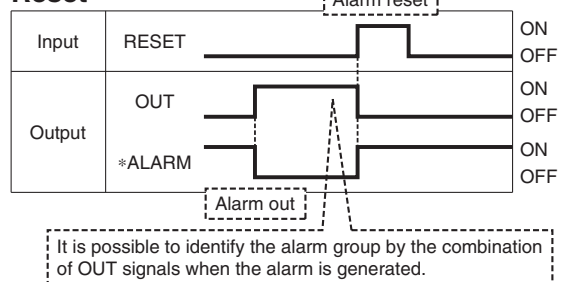 Reset
Alarm reset
Input RESET ON
OFF
Output OUT ON
OFF
*ALARM ON
OFF
Alarm out
It is possible to identify the alarm group by the combination
of OUT signals when the alarm is generated.